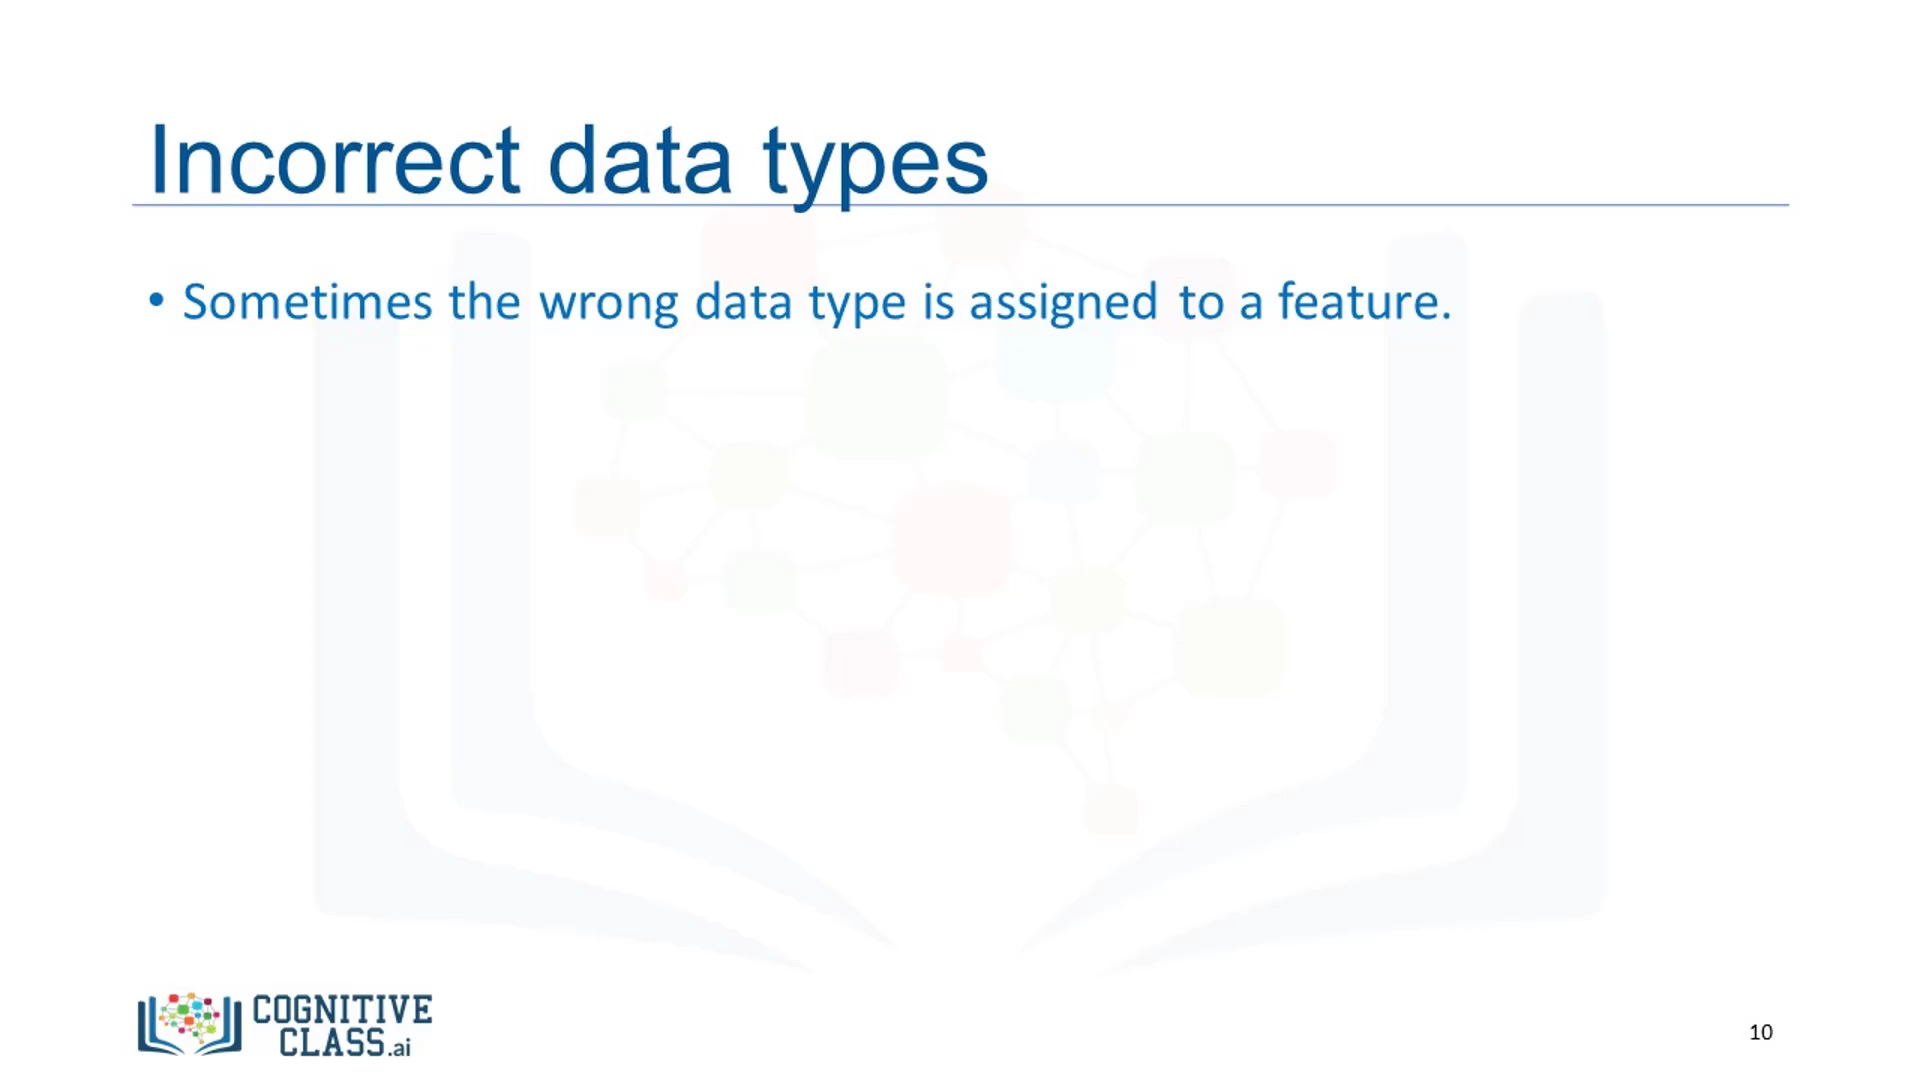 Incorrect data types
• Sometimes the wrong data type is assigned to a feature.
COGNITIVE
CLASS.ai
10